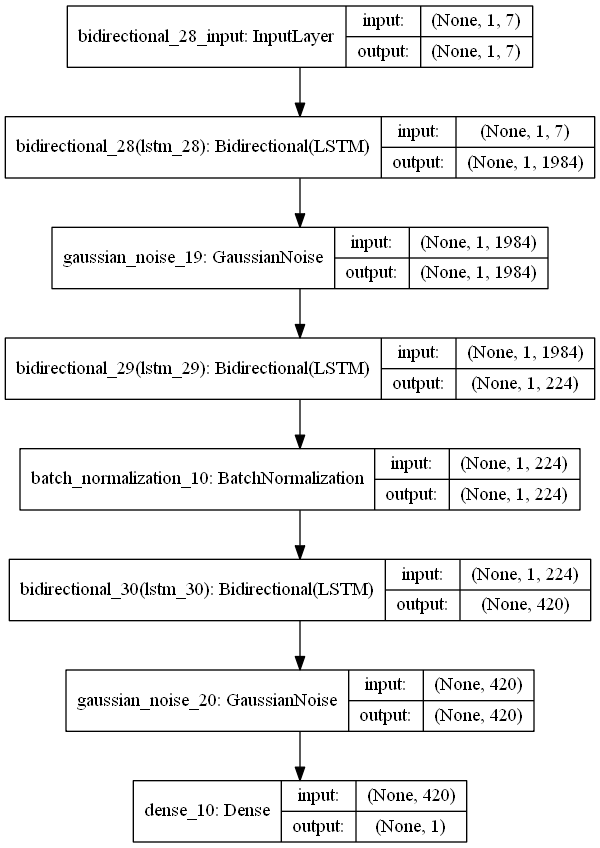 bidirectional_28_input: InputLayer input: (None, 1, 7)
output: (None, 1, 7)
bidirectional_28(lstm_28): Bidirectional(LSTM) input: (None, 1, 7)
output: (None, 1, 1984)
gaussian_noise_19: GaussianNoise input: (None, 1, 1984)
output: (None, 1, 1984)
bidirectional_29(lstm_29): Bidirectional(LSTM) input: (None, 1, 1984)
output: (None, 1, 224)
batch_normalization_10: BatchNormalization input: (None, 1, 224)
output: (None, 1, 224)
bidirectional_30(lstm_30): Bidirectional(LSTM) input: (None, 1, 224)
output: (None, 420)
gaussian_noise_20: GaussianNoise input: (None, 420)
output: (None, 420)
dense_10: Dense input: (None, 420)
output: (None, 1)